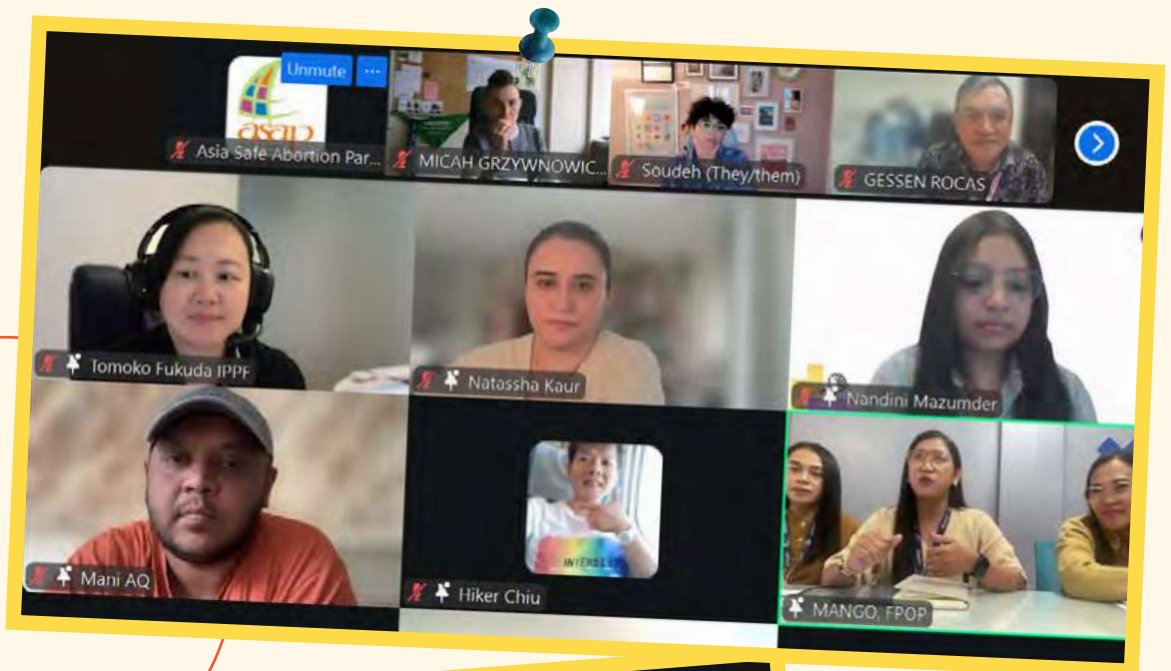 Unmute
...
asap
Asia Safe Abortion Par...
MICAH GRZYWNOWIC...
Soudeh (They/them)
GESSEN ROCAS
Tomoko Fukuda IPPF
Natassha Kaur
Nandini Mazumder
Mani AQ
INTERSEX
Hiker Chiu
MANGO, FPOP